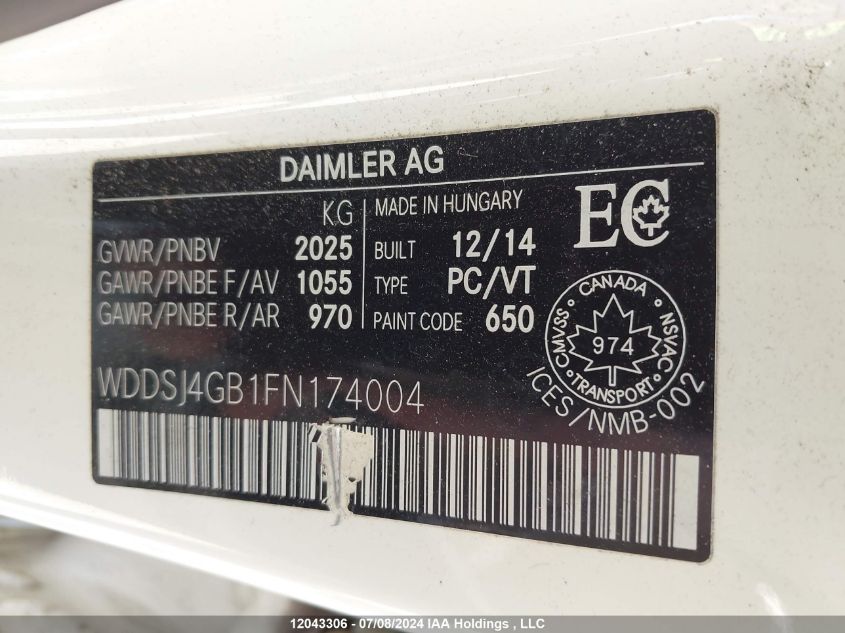 DAIMLER AG
KG
GVWR/PNBV 2025
GAWR/PNBE F/AV 1055
GAWR/PNBE R/AR 970
MADE IN HUNGARY
BUILT 12/14
TYPE PC/VT
PAINT CODE 650
EC
CANADA
CMVSS 974 NSVAC
TRANSPORT
ICES/NMB-002
WDDSJ4GB1FN174004
12043306 - 07/08/2024 IAA Holdings , LLC